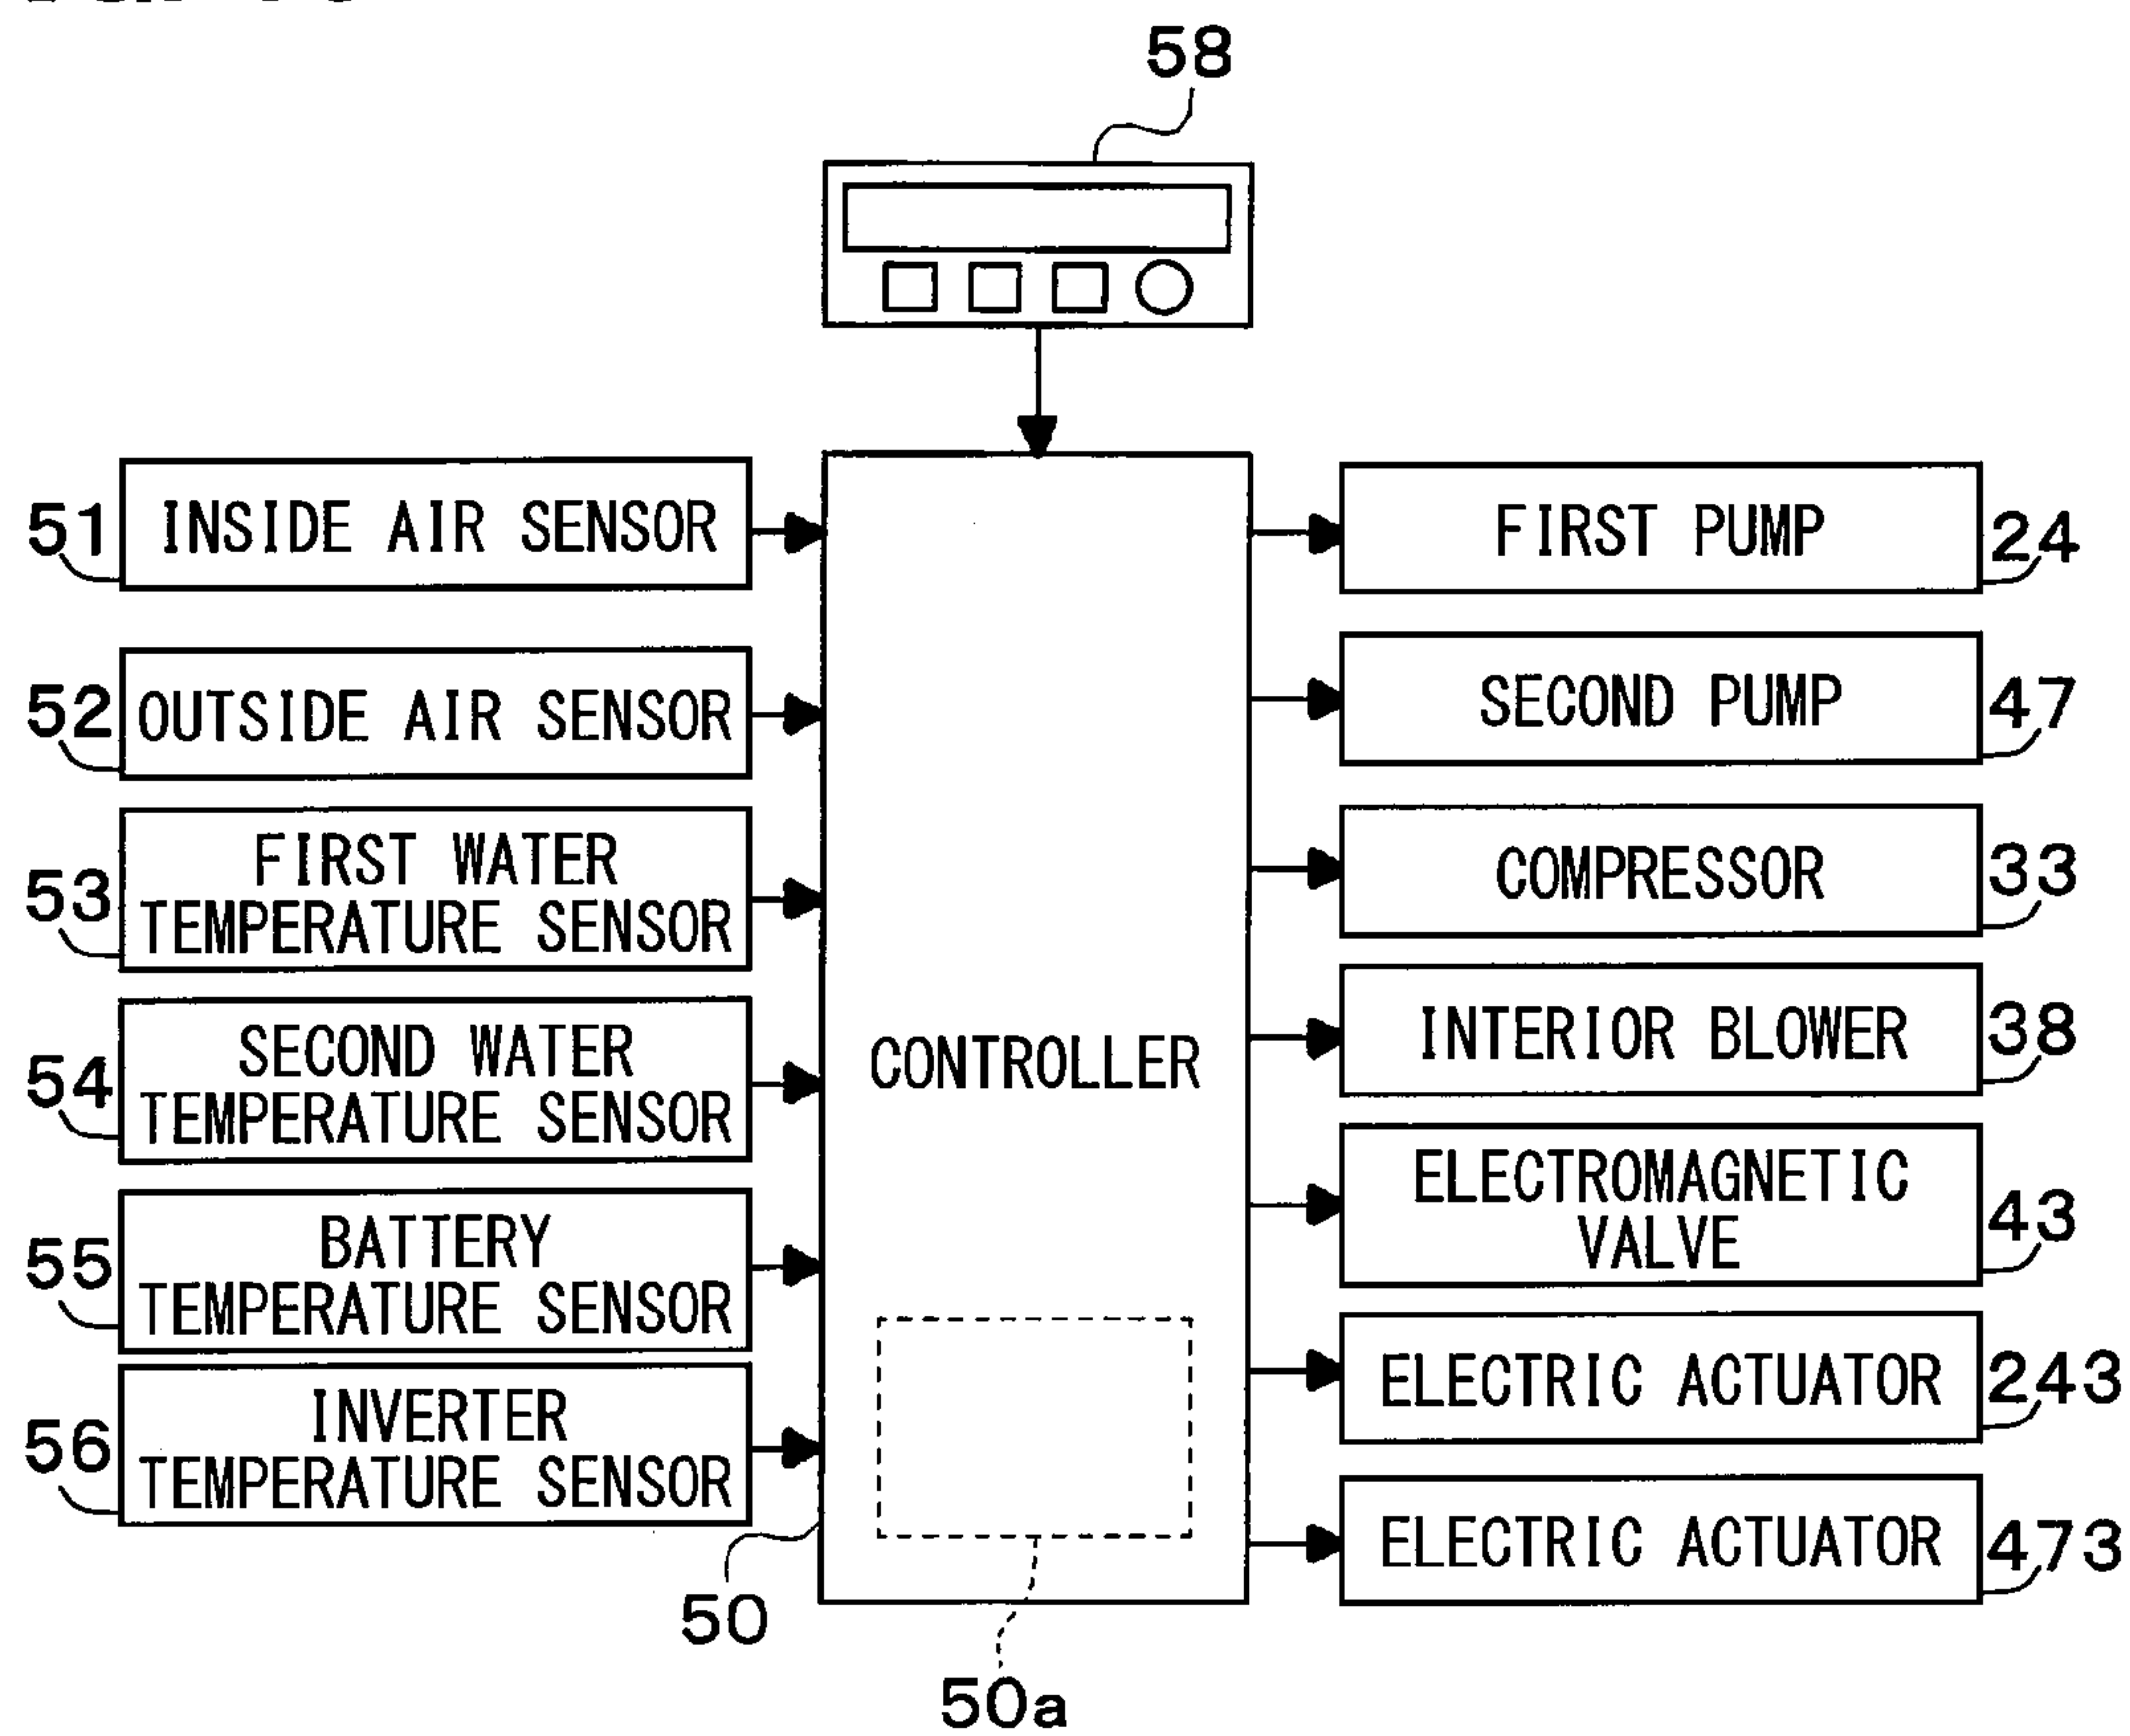 58
51
INSIDE AIR SENSOR
52
OUTSIDE AIR SENSOR
53
FIRST WATER
TEMPERATURE SENSOR
54
SECOND WATER
TEMPERATURE SENSOR
55
BATTERY
TEMPERATURE SENSOR
56
INVERTER
TEMPERATURE SENSOR
CONTROLLER
50
50a
FIRST PUMP
24
SECOND PUMP
47
COMPRESSOR
33
INTERIOR BLOWER
38
ELECTROMAGNETIC
VALVE
43
ELECTRIC ACTUATOR
243
ELECTRIC ACTUATOR
473